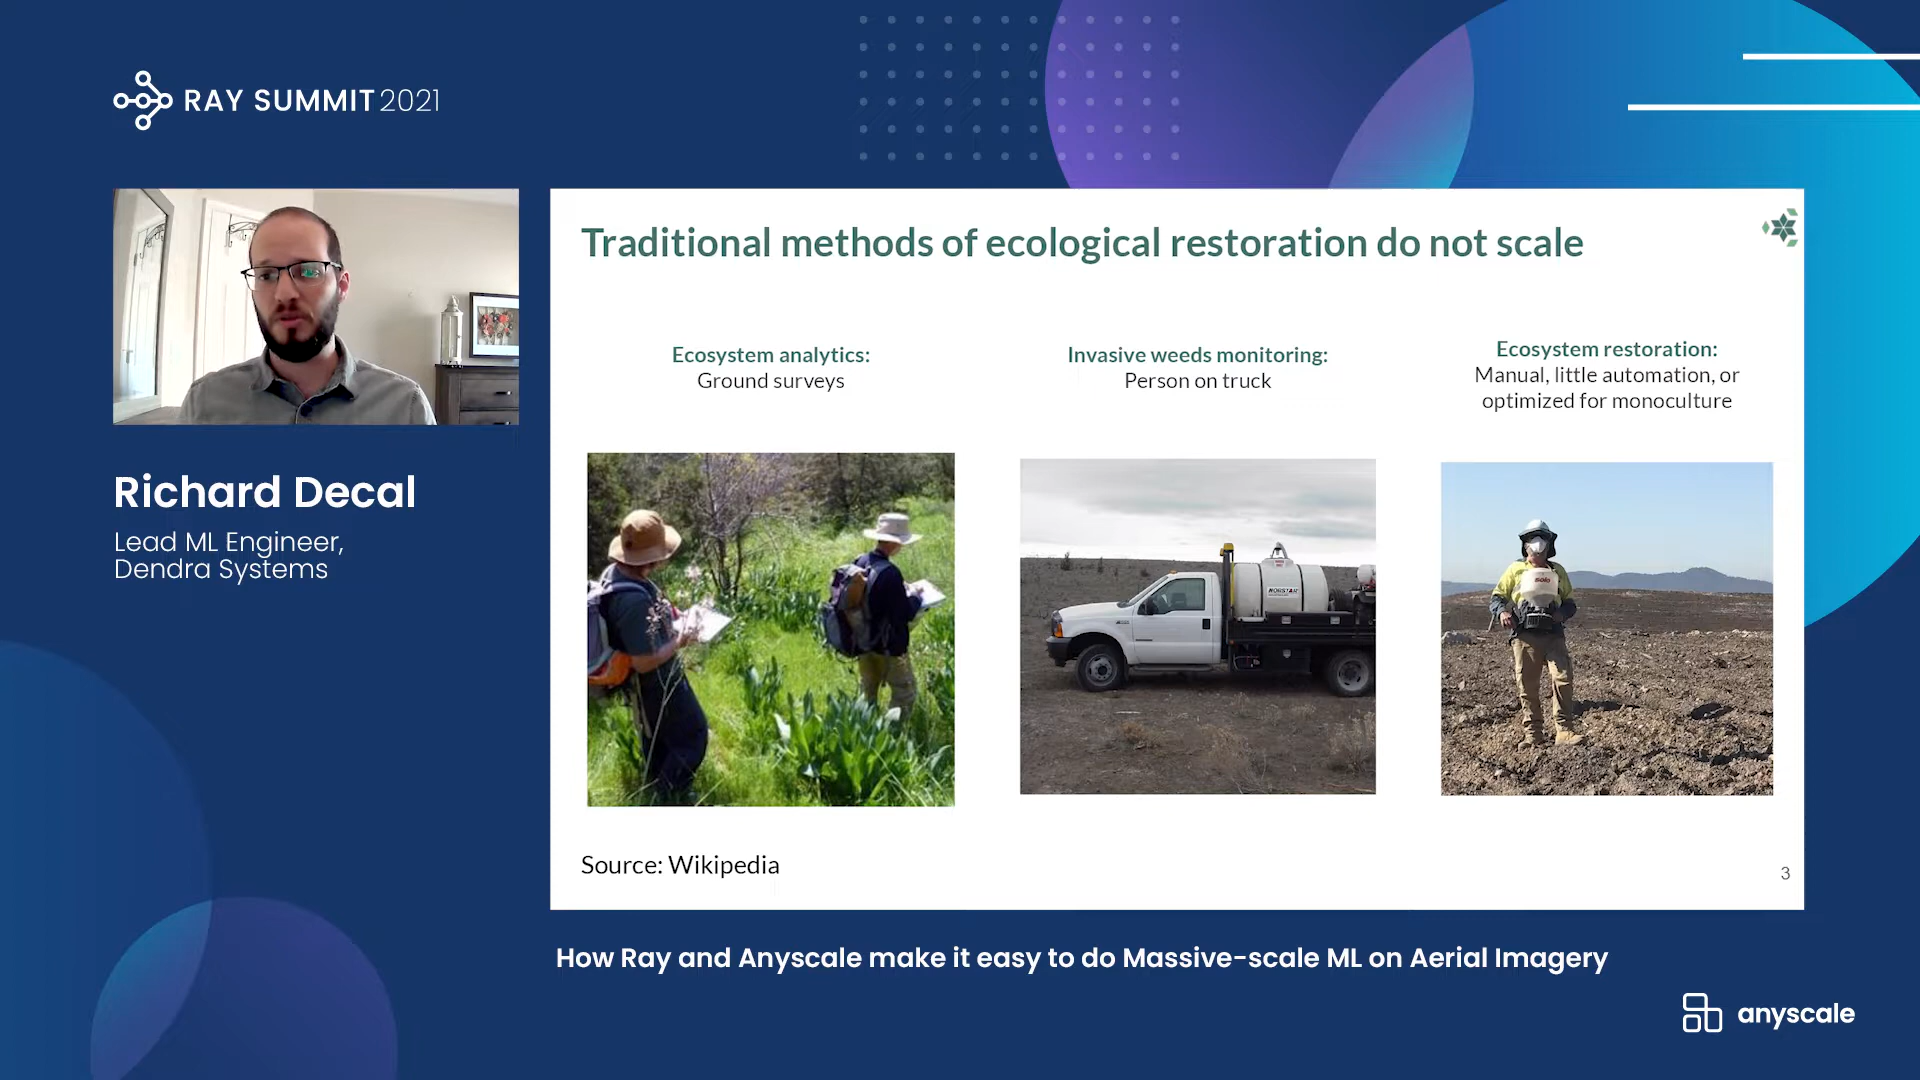 RAY SUMMIT 2021
Richard Decal
Lead ML Engineer,
Dendra Systems
Traditional methods of ecological restoration do not scale
Ecosystem analytics:
Ground surveys
Invasive weeds monitoring:
Person on truck
Ecosystem restoration:
Manual, little automation, or
optimized for monoculture
solo
Source: Wikipedia
3
How Ray and Anyscale make it easy to do Massive-scale ML on Aerial Imagery
anyscale